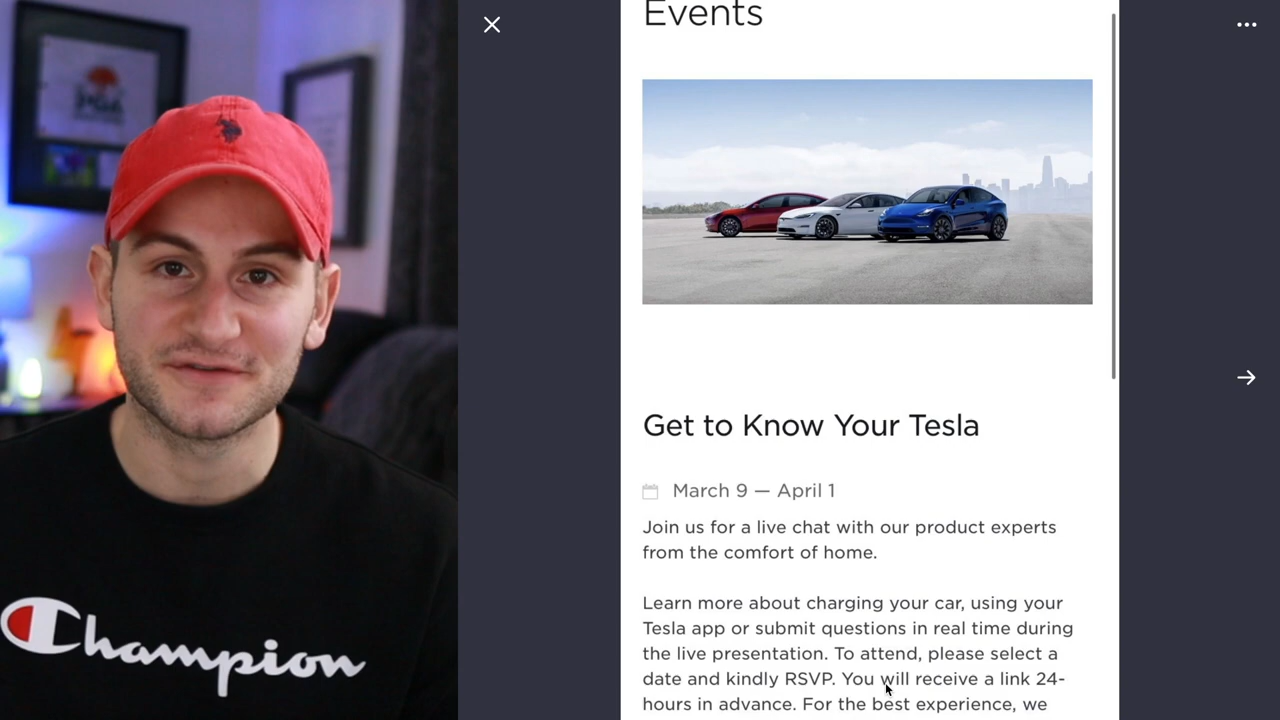 Events
Get to Know Your Tesla
March 9 — April 1
Join us for a live chat with our product experts
from the comfort of home.
Learn more about charging your car, using your
Tesla app or submit questions in real time during
the live presentation. To attend, please select a
date and kindly RSVP. You will receive a link 24-
hours in advance. For the best experience, we
Champion